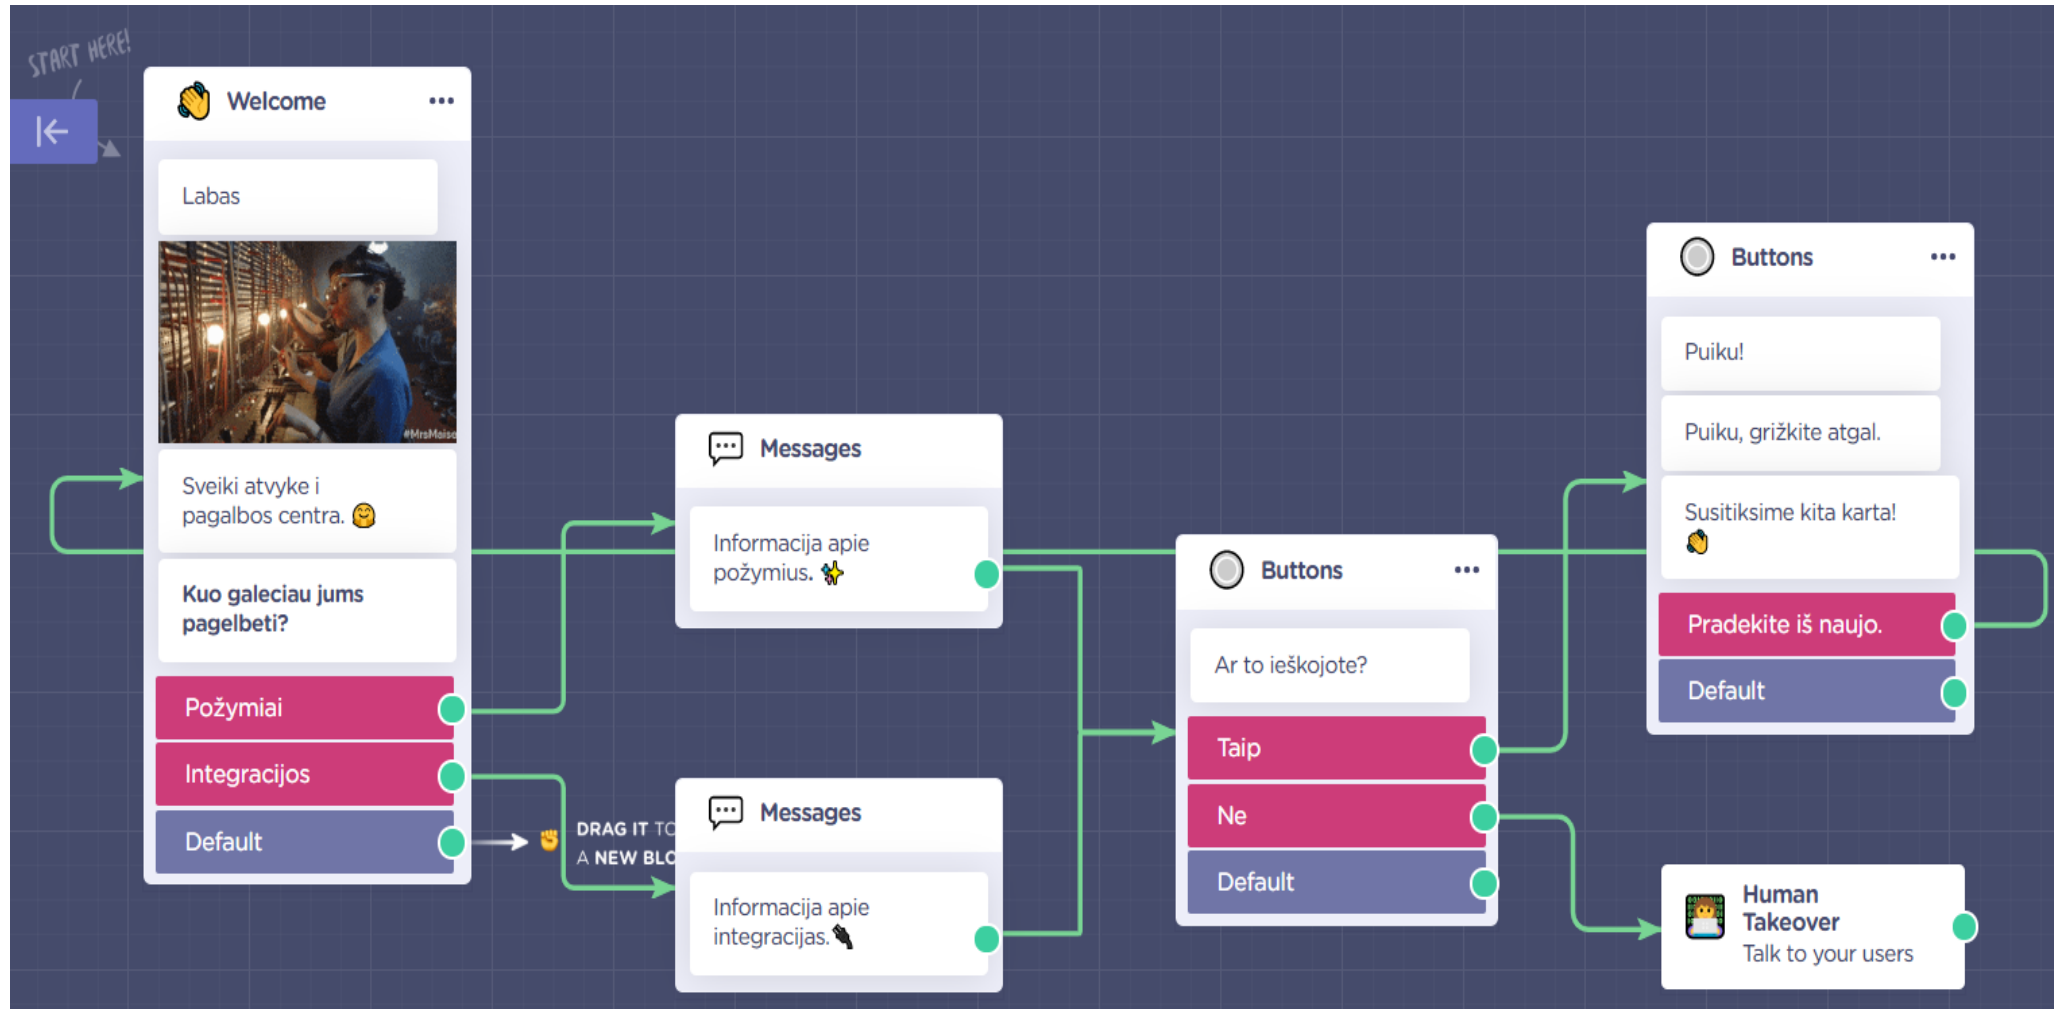 START HERE!
Welcome
Labas
#MrsMaise
Sveiki atvyke i
pagalbos centra.
Kuo galeciau jums
pagelbeti?
Požymiai
Integracijos
Default
DRAG IT TO
A NEW BLO
Messages
Informacija apie
požymius.
Messages
Informacija apie
integracijas.
Buttons
Ar to ieškojote?
Taip
Ne
Default
Buttons
Puiku!
Puiku, grižkite atgal.
Susitiksime kita karta!
Pradekite iš naujo.
Default
Human
Takeover
Talk to your users